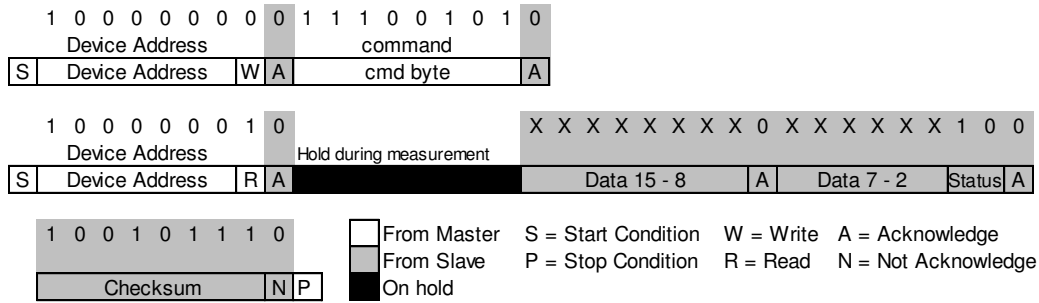 1 0 0 0 0 0 0 0 0 1 1 1 0 0 1 0 1 0
Device Address command
S Device Address W A cmd byte A
1 0 0 0 0 0 0 1 0 X X X X X X X X 0 X X X X X X 1 0 0
Device Address Hold during measurement
S Device Address R A Data 15 - 8 A Data 7 - 2 Status A
1 0 0 1 0 1 1 1 0 From Master S = Start Condition W = Write A = Acknowledge
From Slave P = Stop Condition R = Read N = Not Acknowledge
Checksum N P On hold